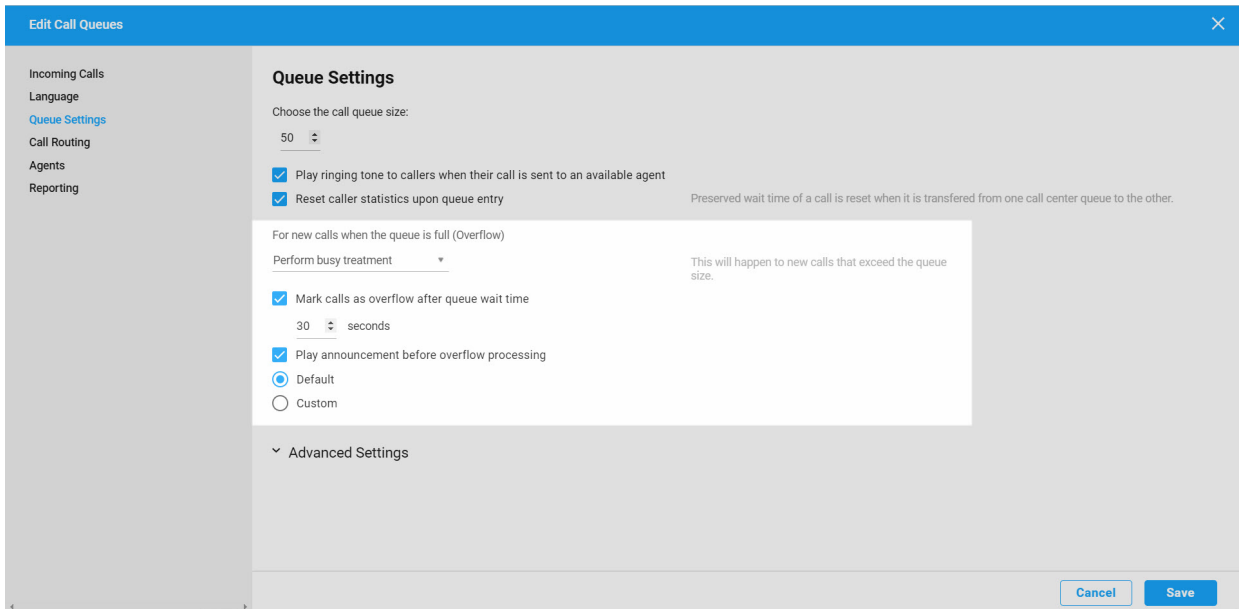 Edit Call Queues
Incoming Calls
Language
Queue Settings
Call Routing
Agents
Reporting
Queue Settings
Choose the call queue size:
50
Play ringing tone to callers when their call is sent to an available agent
Reset caller statistics upon queue entry
Preserved wait time of a call is reset when it is transfered from one call center queue to the other.
For new calls when the queue is full (Overflow)
Perform busy treatment
This will happen to new calls that exceed the queue
size.
Mark calls as overflow after queue wait time
30 seconds
Play announcement before overflow processing
Default
Custom
Advanced Settings
Cancel
Save